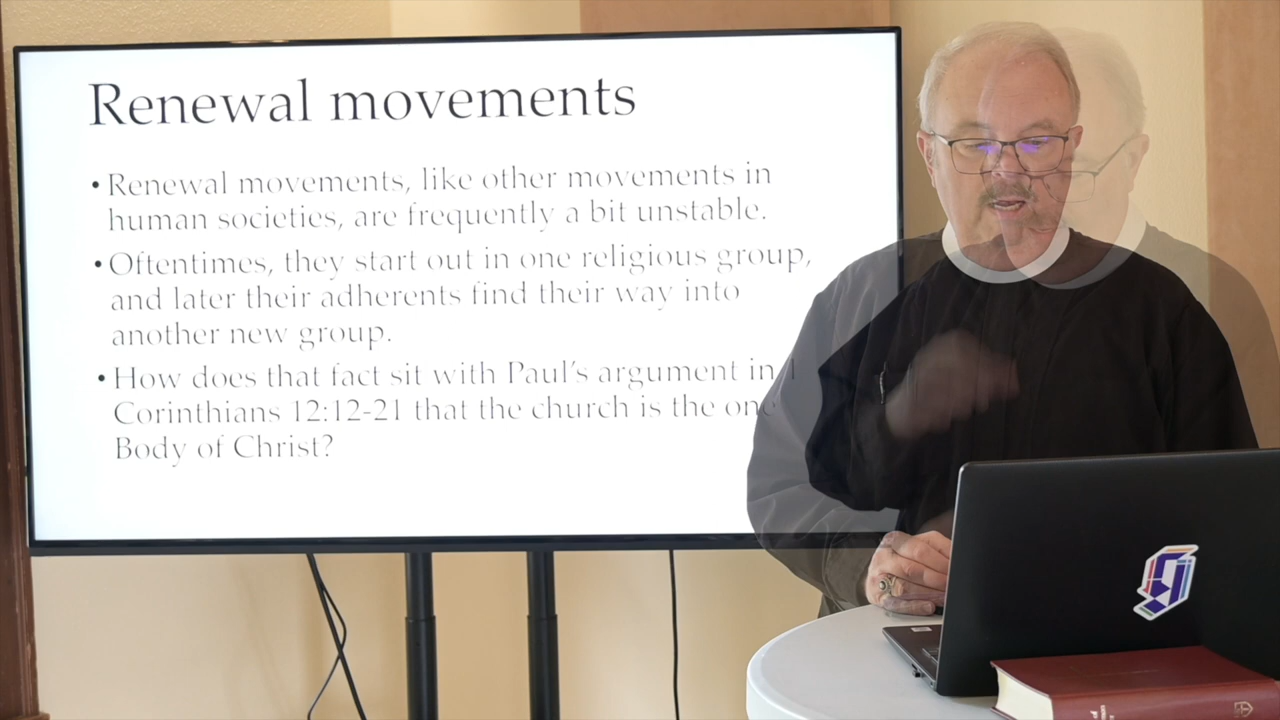 Renewal movements
• Renewal movements, like other movements in
human societies, are frequently a bit unstable.
• Oftentimes, they start out in one religious group,
and later their adherents find their way into
another new group.
• How does that fact sit with Paul's argument in 1
Corinthians 12:12-21 that the church is the one
Body of Christ?